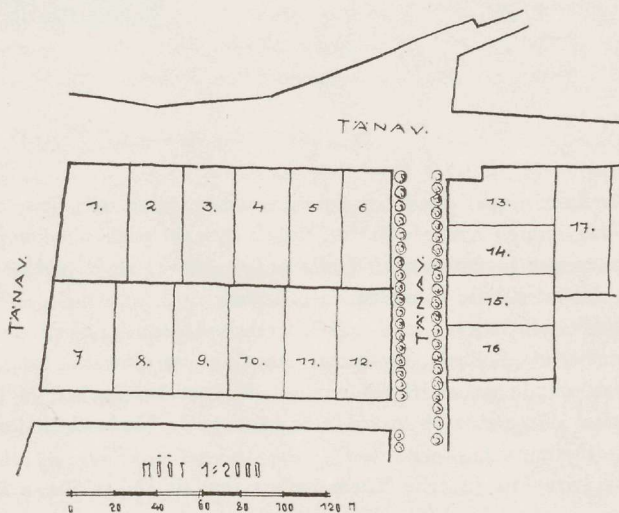 TÄNAV.
1. 2 3. 4 5 6 13.
17.
14.
TÄNAV.
TÄNAV.
15.
7 8. 9. 10. 11. 12. 16
MÕÕT 1:2000
0 20 40 60 80 100 120 M